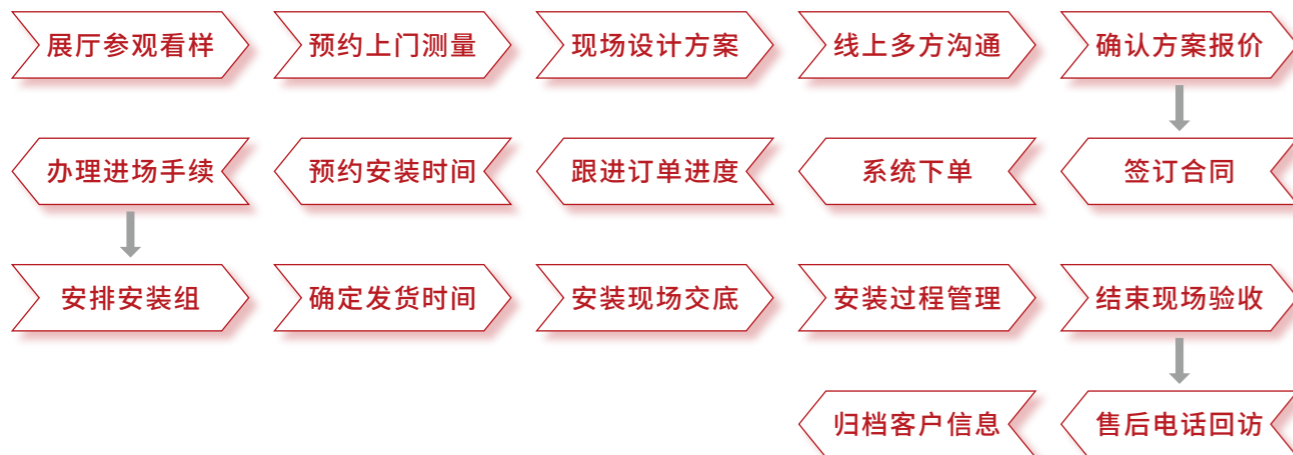 展厅参观看样
预约上门测量
现场设计方案
线上多方沟通
确认方案报价
签订合同
系统下单
跟进订单进度
预约安装时间
办理进场手续
安排安装组
确定发货时间
安装现场交底
安装过程管理
结束现场验收
售后电话回访
归档客户信息